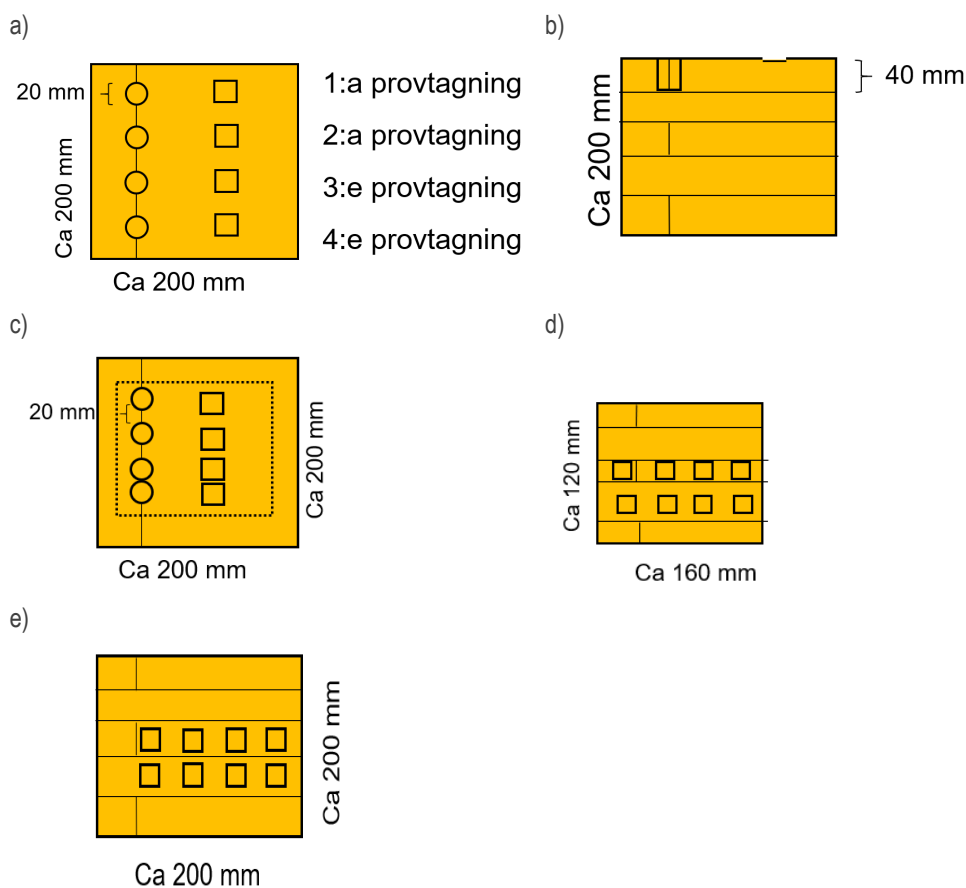 a)
20 mm
Ca 200 mm
Ca 200 mm
1:a provtagning
2:a provtagning
3:e provtagning
4:e provtagning
b)
Ca 200 mm
40 mm
c)
20 mm
Ca 200 mm
Ca 200 mm
d)
Ca 120 mm
Ca 160 mm
e)
Ca 200 mm
Ca 200 mm